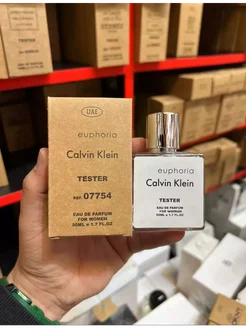 UAE
euphoria
Calvin Klein
TESTER
REF. 07754
EAU DE PARFUM
FOR WOMEN
50ML e 1.7 FL.OZ
euphoria
Calvin Klein
TESTER
EAU DE PARFUM
FOR WOMEN
50ML e 1.7 FL.OZ
TESTER